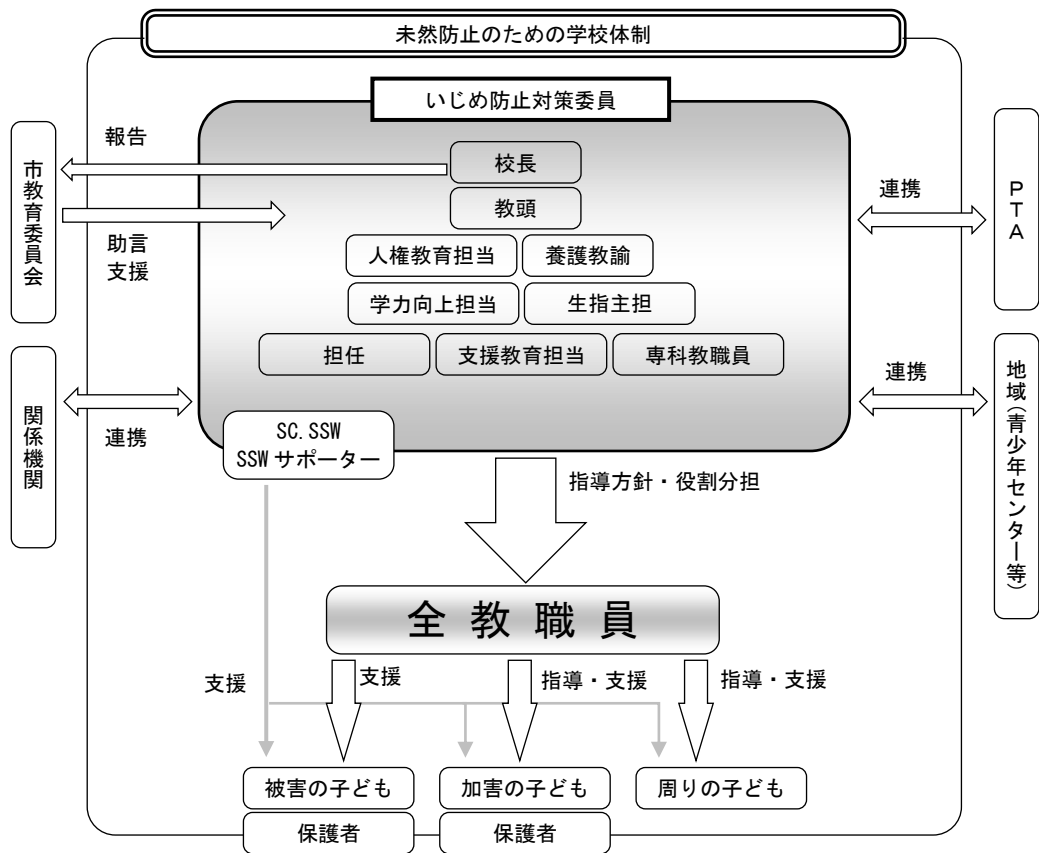 未然防止のための学校体制
いじめ防止対策委員
報告
校長
教頭
市教育委員会
助言
支援
連携
PTA
人権教育担当
養護教諭
学力向上担当
生指主担
担任
支援教育担当
専科教職員
関係機関
連携
連携
地域(青少年センター等)
SC.SSW
SSWサポーター
指導方針・役割分担
全教職員
支援
支援
指導・支援
指導・支援
被害の子ども
加害の子ども
周りの子ども
保護者
保護者